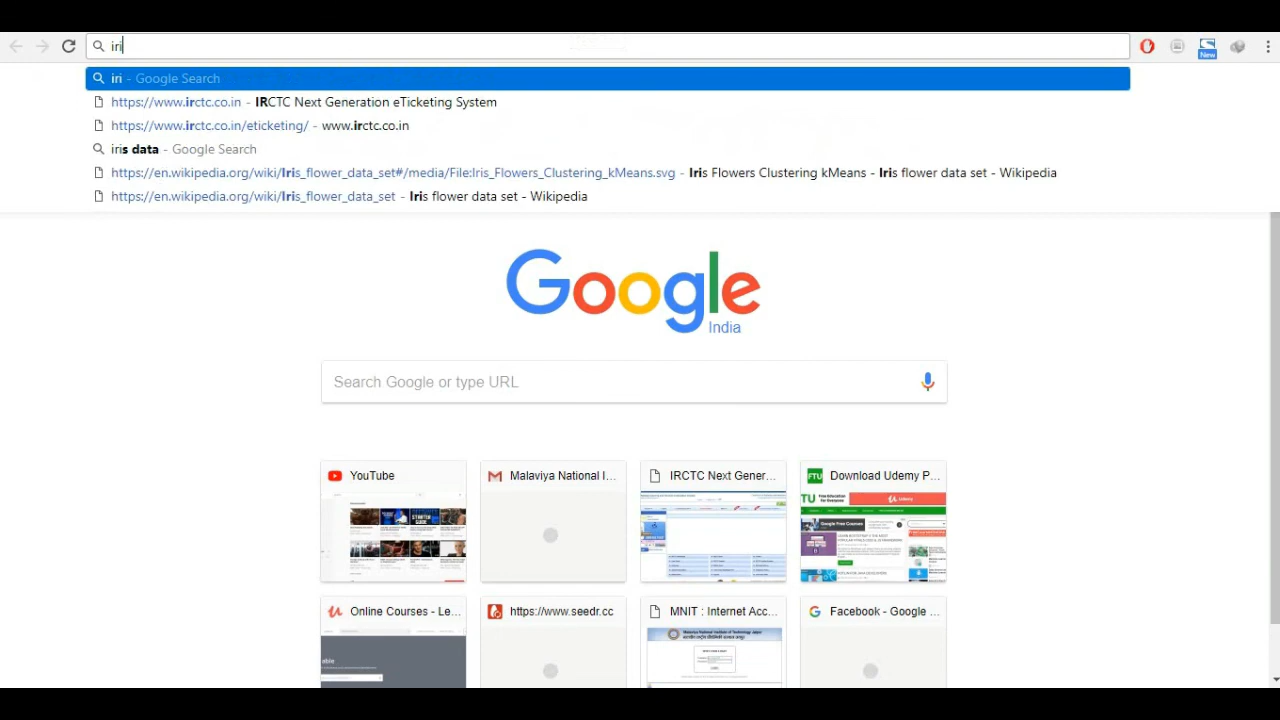 iri
New
iri - Google Search
https://www.irctc.co.in - IRCTC Next Generation eTicketing System
https://www.irctc.co.in/eticketing/ - www.irctc.co.in
iris data - Google Search
https://en.wikipedia.org/wiki/Iris_flower_data_set#/media/File:Iris_Flowers_Clustering_kMeans.svg - Iris Flowers Clustering kMeans - Iris flower data set - Wikipedia
https://en.wikipedia.org/wiki/Iris_flower_data_set - Iris flower data set - Wikipedia
Google
India
Search Google or type URL
YouTube
Malaviya National I...
IRCTC Next Gener...
FTU
Download Udemy P...
Online Courses - Le...
https://www.seedr.cc
MNIT : Internet Acc...
Facebook - Google ...